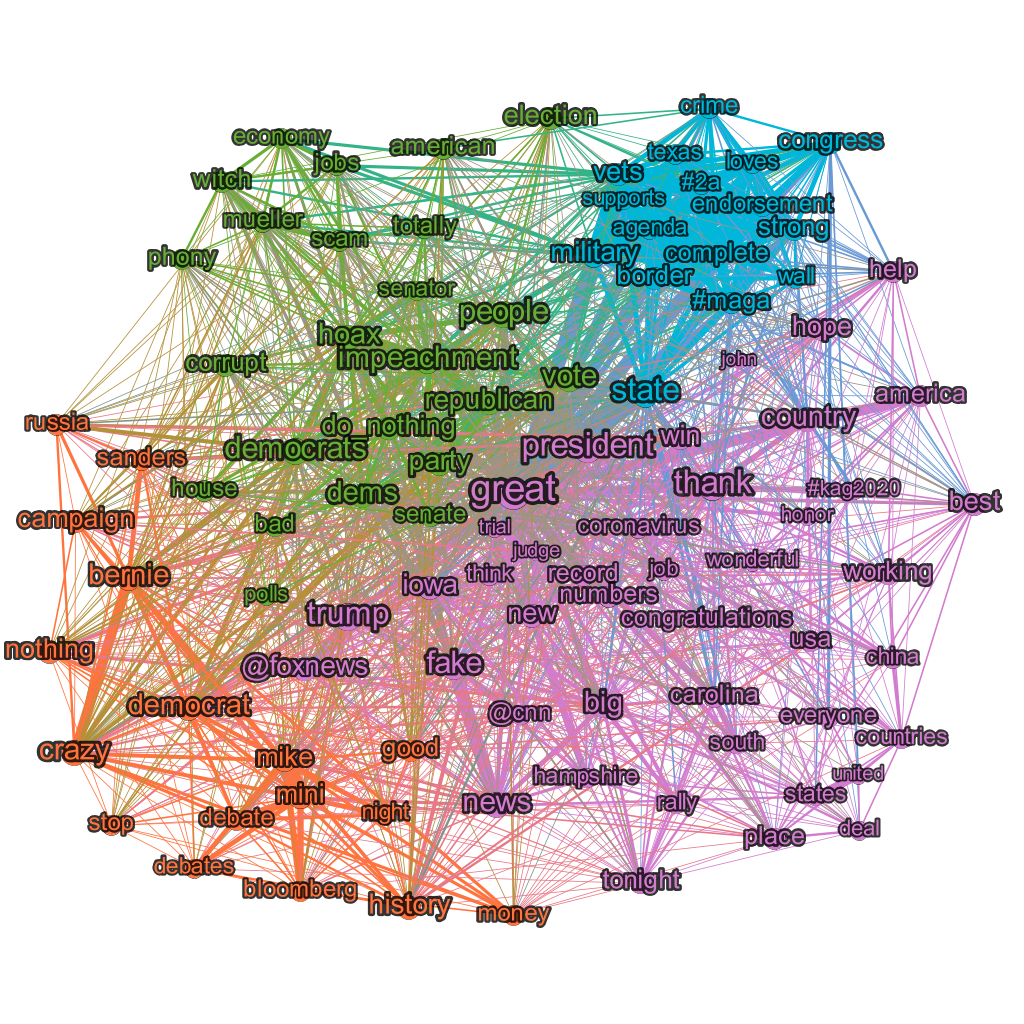 crime
election
congress
economy
american
jobs
texas
loves
vets
witch
#2a
supports
endorsement
mueller
totally
agenda
strong
scam
military
complete
phony
border
wall
help
senator
#maga
people
hope
hoax
impeachment
john
corrupt
vote
state
america
republican
country
russia
do_nothing
president
win
democrats
sanders
party
thank
house
great
#kag2020
dems
best
senate
honor
campaign
bad
trial
coronavirus
judge
wonderful
bernie
think
record
job
working
iowa
polls
numbers
trump
new
congratulations
usa
nothing
@foxnews
fake
china
carolina
democrat
big
@cnn
everyone
countries
crazy
good
south
mike
hampshire
united
mini
states
news
rally
night
stop
debate
deal
place
debates
tonight
bloomberg
history
money